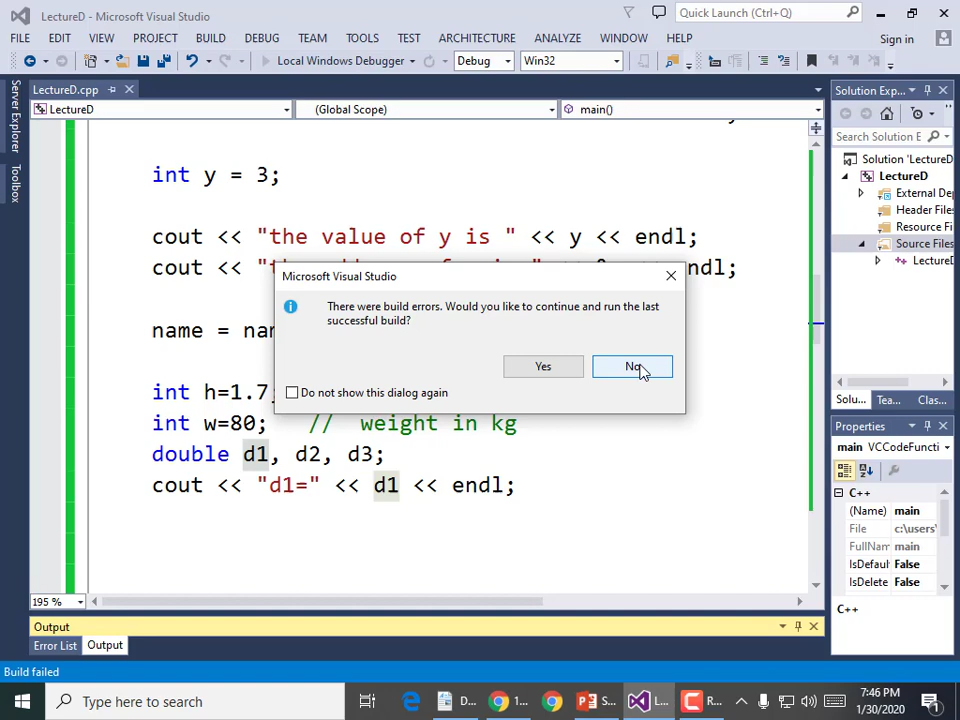 LectureD - Microsoft Visual Studio
Quick Launch (Ctrl+Q)
FILE EDIT VIEW PROJECT BUILD DEBUG TEAM TOOLS TEST ARCHITECTURE ANALYZE WINDOW HELP
Sign in
Local Windows Debugger Debug Win32
Server Explorer
Toolbox
LectureD.cpp
LectureD (Global Scope) main()
int y = 3;
cout << "the value of y is " << y << endl;
cout <<
name =
int h=1.7;
int w=80; // weight in kg
double d1, d2, d3;
cout << "d1=" << d1 << endl;
Microsoft Visual Studio
There were build errors. Would you like to continue and run the last
successful build?
Yes No
Do not show this dialog again
195 %
Output
Error List Output
Build failed
Solution Exp...
Search Solution E
Solution 'LectureD
LectureD
External De
Header File
Resource Fi
Source Files
LectureD
Solu... Tea... Clas...
Properties
main VCCodeFuncti
C++
(Name) main
File c:\users\
FullName main
IsDefaul False
IsDelete False
C++
Type here to search
D... 1... S... L... R...
7:46 PM
1/30/2020
1